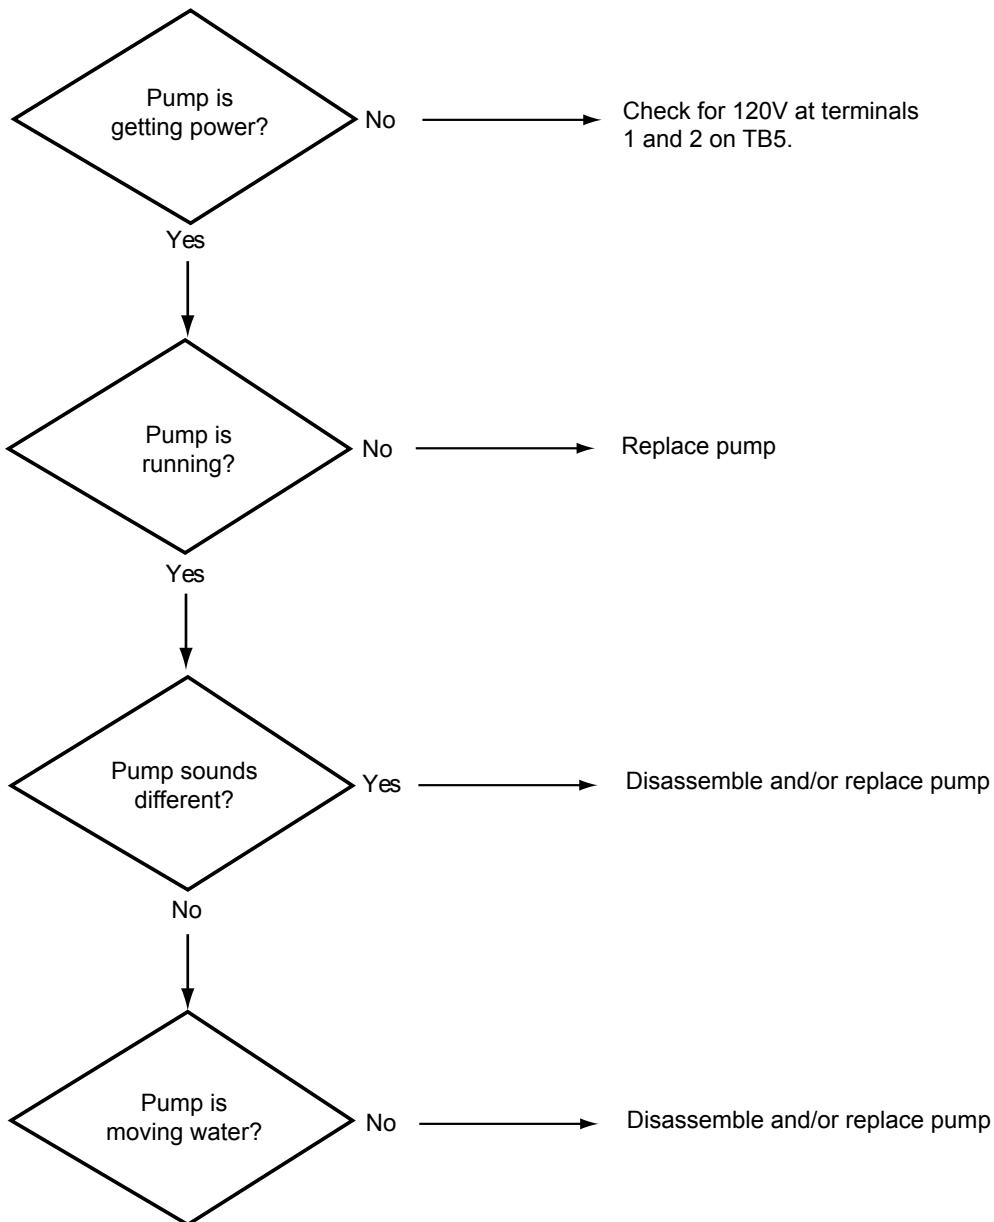 Pump is
getting power?
No
Check for 120V at terminals
1 and 2 on TB5.
Yes
Pump is
running?
No
Replace pump
Yes
Pump sounds
different?
Yes
Disassemble and/or replace pump
No
Pump is
moving water?
No
Disassemble and/or replace pump